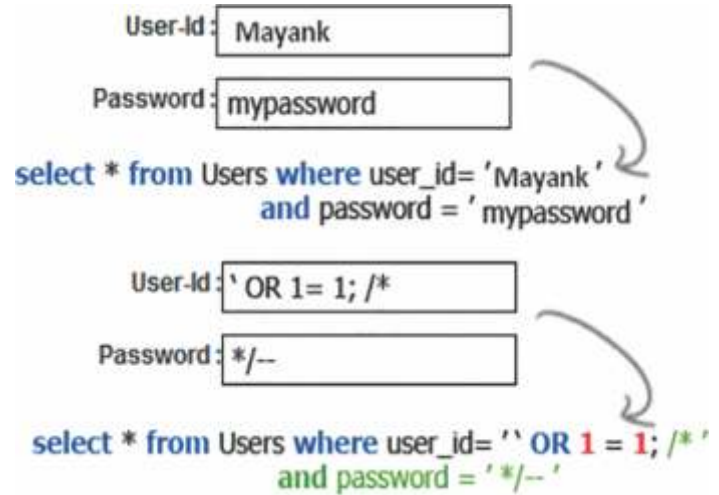 User-Id: Mayank
Password: mypassword
select * from Users where user_id= 'Mayank'
and password = 'mypassword'
User-Id: ` OR 1= 1; /*
Password: */--
select * from Users where user_id= '` OR 1 = 1; /* '
and password = ' */-- '